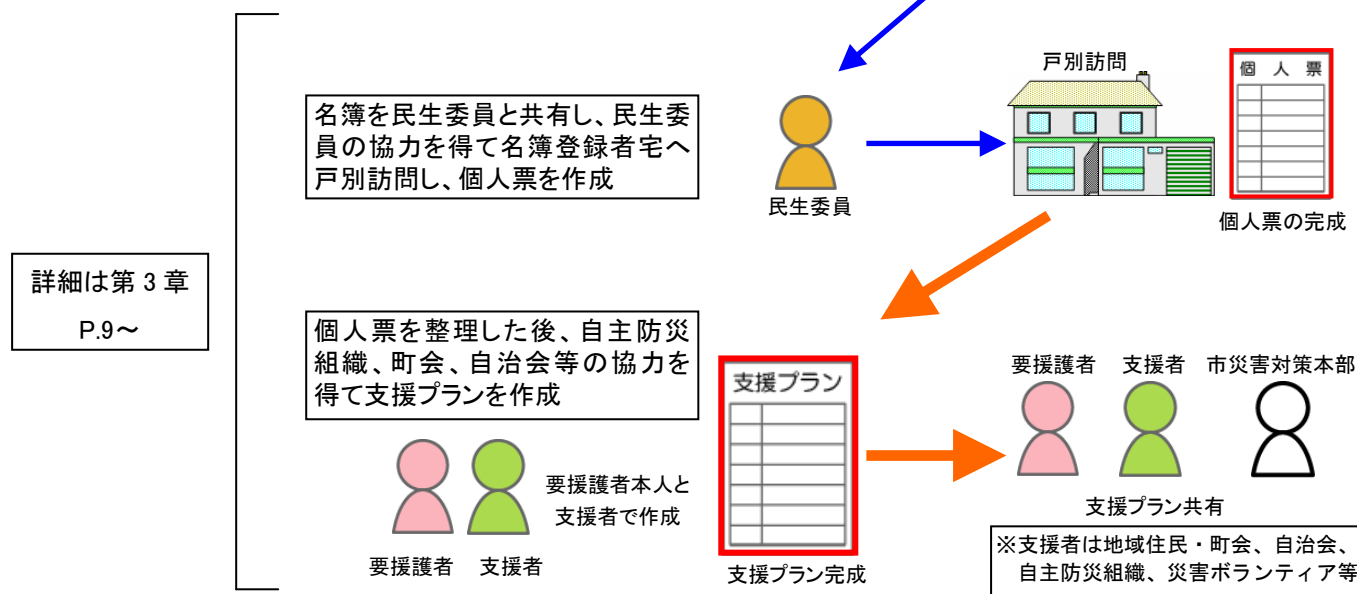 戸別訪問
個人票
名簿を民生委員と共有し、民生委
員の協力を得て名簿登録者宅へ
戸別訪問し、個人票を作成
民生委員
個人票の完成
詳細は第 3 章
P.9～
個人票を整理した後、自主防災
組織、町会、自治会等の協力を
得て支援プランを作成
支援プラン
要援護者 支援者 市災害対策本部
要援護者本人と
支援者で作成
支援プラン共有
要援護者 支援者
支援プラン完成
※支援者は地域住民・町会、自治会、
自主防災組織、災害ボランティア等